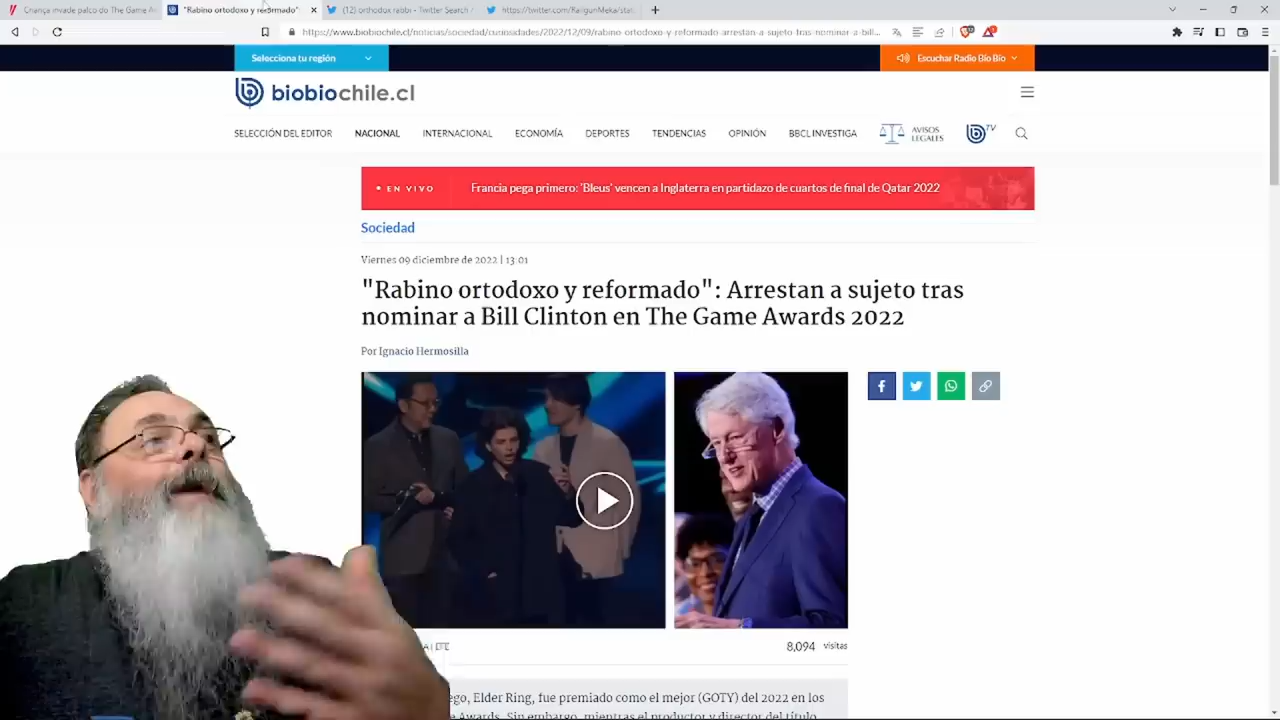 Criança invade palco do The Game A
"Rabino ortodoxo y reformado":
(12) orthodox rabbi - Twitter Search /
https://twitter.com/RailgunMeka/stat
https://www.biobiochile.cl/noticias/sociedad/curiosidades/2022/12/09/rabino-ortodoxo-y-reformado-arrestan-a-sujeto-tras-nominar-a-bill...
Selecciona tu región
Escuchar Radio Bío Bío
biobiochile.cl
SELECCIÓN DEL EDITOR NACIONAL INTERNACIONAL ECONOMÍA DEPORTES TENDENCIAS OPINIÓN BBCL INVESTIGA AVISOS LEGALES TV
• EN VIVO Francia pega primero: 'Bleus' vencen a Inglaterra en partidazo de cuartos de final de Qatar 2022
Sociedad
Viernes 09 diciembre de 2022 | 13:01
"Rabino ortodoxo y reformado": Arrestan a sujeto tras
nominar a Bill Clinton en The Game Awards 2022
Por Ignacio Hermosilla
8,094 visitas
ego, Elder Ring, fue premiado como el mejor (GOTY) del 2022 en los
e Awards. Sin embargo, mientras el productor y director del título